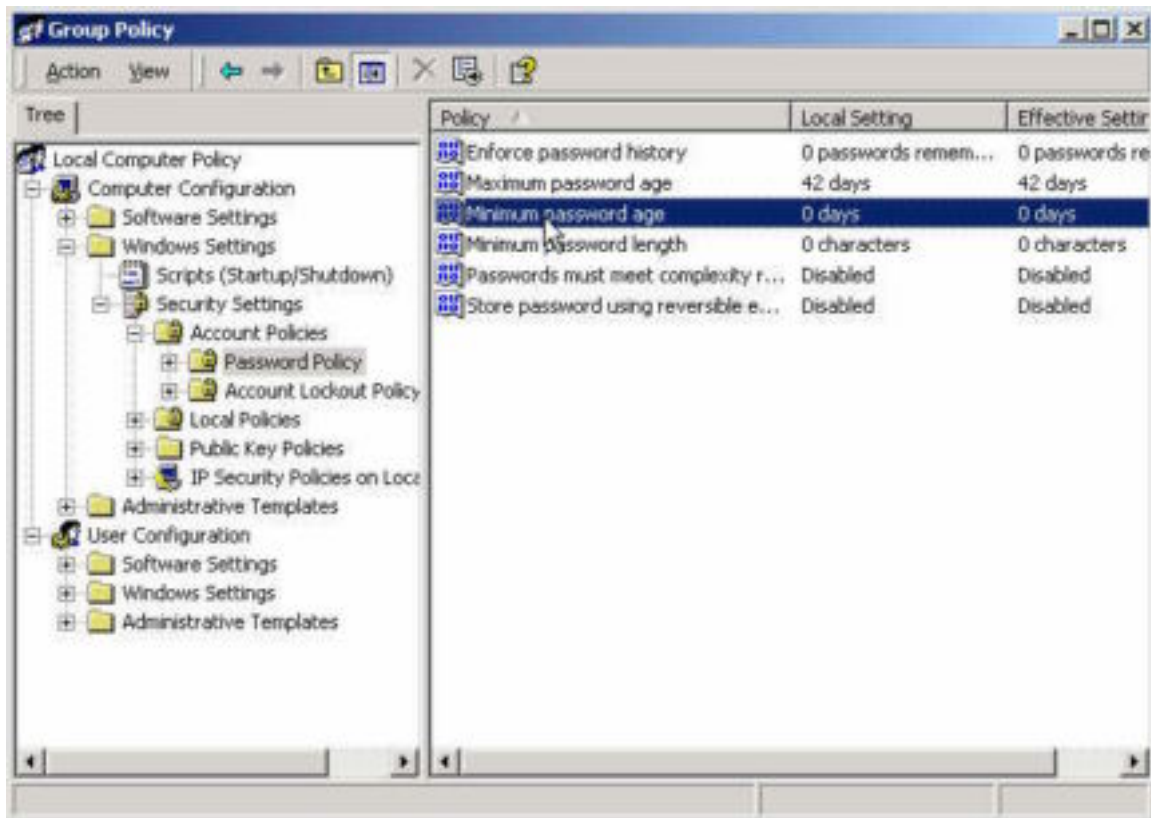 Group Policy
Action View
Tree
Local Computer Policy
Computer Configuration
Software Settings
Windows Settings
Scripts (Startup/Shutdown)
Security Settings
Account Policies
Password Policy
Account Lockout Policy
Local Policies
Public Key Policies
IP Security Policies on Loca
Administrative Templates
User Configuration
Software Settings
Windows Settings
Administrative Templates
Policy Local Setting Effective Settin
Enforce password history 0 passwords remem... 0 passwords re
Maximum password age 42 days 42 days
Minimum password age 0 days 0 days
Minimum password length 0 characters 0 characters
Passwords must meet complexity r... Disabled Disabled
Store password using reversible e... Disabled Disabled